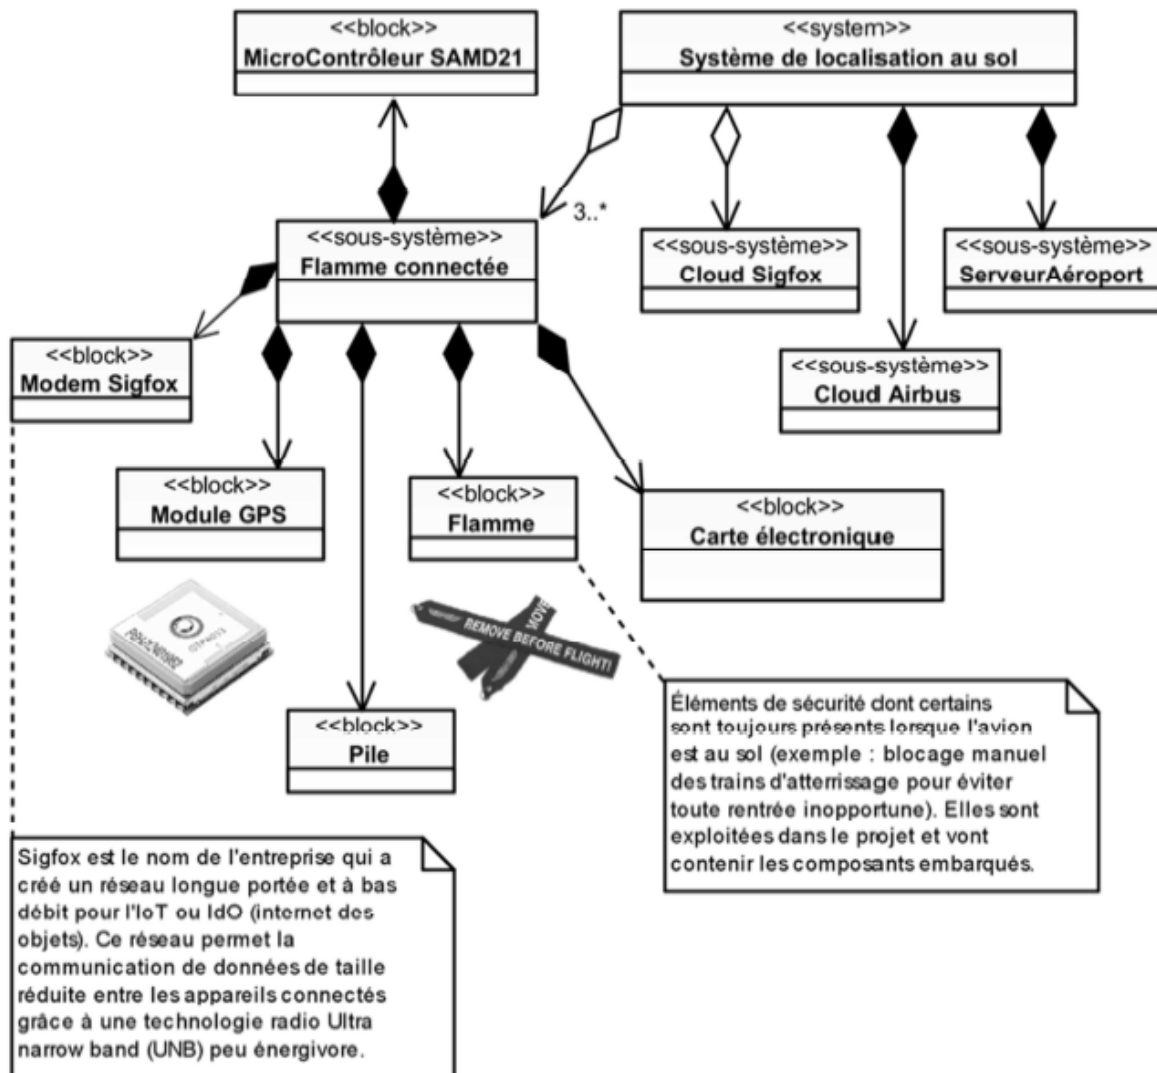 <<block>>
MicroContrôleur SAMD21
<<system>>
Système de localisation au sol
3..*
<<sous-système>>
Flamme connectée
<<sous-système>>
Cloud Sigfox
<<sous-système>>
ServeurAéroport
<<block>>
Modem Sigfox
<<sous-système>>
Cloud Airbus
<<block>>
Module GPS
<<block>>
Flamme
<<block>>
Carte électronique
MOVE
REMOVE BEFORE FLIGHT!
<<block>>
Pile
Éléments de sécurité dont certains
sont toujours présents lorsque l'avion
est au sol (exemple : blocage manuel
des trains d'atterrissage pour éviter
toute rentrée inopportune). Elles sont
exploitées dans le projet et vont
contenir les composants embarqués.
Sigfox est le nom de l'entreprise qui a
créé un réseau longue portée et à bas
débit pour l'IoT ou IdO (internet des
objets). Ce réseau permet la
communication de données de taille
réduite entre les appareils connectés
grâce à une technologie radio Ultra
narrow band (UNB) peu énergivore.